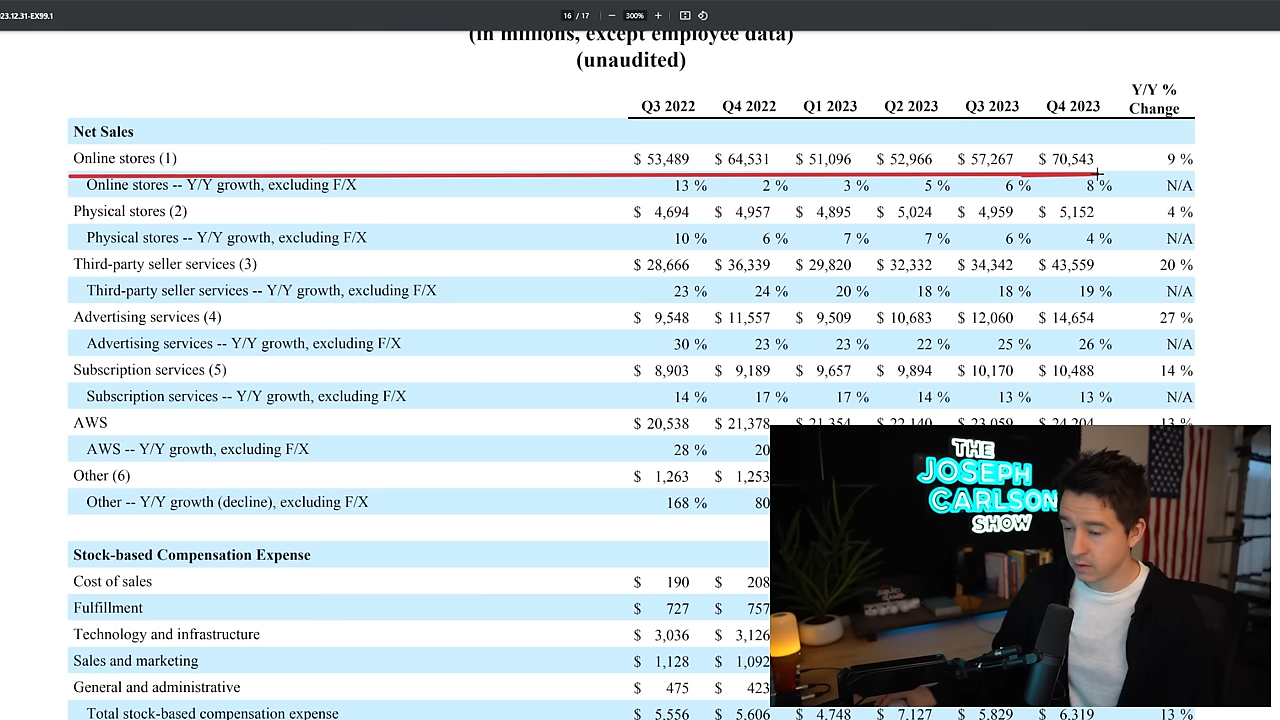 23.12.31-EX99.1 16 / 17 — 300% +
(in millions, except employee data)
(unaudited)
Q3 2022 Q4 2022 Q1 2023 Q2 2023 Q3 2023 Q4 2023 Y/Y % Change
Net Sales
Online stores (1) $ 53,489 $ 64,531 $ 51,096 $ 52,966 $ 57,267 $ 70,543 9 %
Online stores -- Y/Y growth, excluding F/X 13 % 2 % 3 % 5 % 6 % 8 % N/A
Physical stores (2) $ 4,694 $ 4,957 $ 4,895 $ 5,024 $ 4,959 $ 5,152 4 %
Physical stores -- Y/Y growth, excluding F/X 10 % 6 % 7 % 7 % 6 % 4 % N/A
Third-party seller services (3) $ 28,666 $ 36,339 $ 29,820 $ 32,332 $ 34,342 $ 43,559 20 %
Third-party seller services -- Y/Y growth, excluding F/X 23 % 24 % 20 % 18 % 18 % 19 % N/A
Advertising services (4) $ 9,548 $ 11,557 $ 9,509 $ 10,683 $ 12,060 $ 14,654 27 %
Advertising services -- Y/Y growth, excluding F/X 30 % 23 % 23 % 22 % 25 % 26 % N/A
Subscription services (5) $ 8,903 $ 9,189 $ 9,657 $ 9,894 $ 10,170 $ 10,488 14 %
Subscription services -- Y/Y growth, excluding F/X 14 % 17 % 17 % 14 % 13 % 13 % N/A
AWS $ 20,538 $ 21,378 $ 21,354 $ 22,140 $ 23,059 $ 24,204 13 %
AWS -- Y/Y growth, excluding F/X 28 % 20
Other (6) $ 1,263 $ 1,253
Other -- Y/Y growth (decline), excluding F/X 168 % 80
Stock-based Compensation Expense
Cost of sales $ 190 $ 208
Fulfillment $ 727 $ 757
Technology and infrastructure $ 3,036 $ 3,126
Sales and marketing $ 1,128 $ 1,092
General and administrative $ 475 $ 423
Total stock-based compensation expense $ 5,556 $ 5,606 $ 4,748 $ 7,127 $ 5,829 $ 6,319 13 %
THE
JOSEPH
CARLSON
SHOW